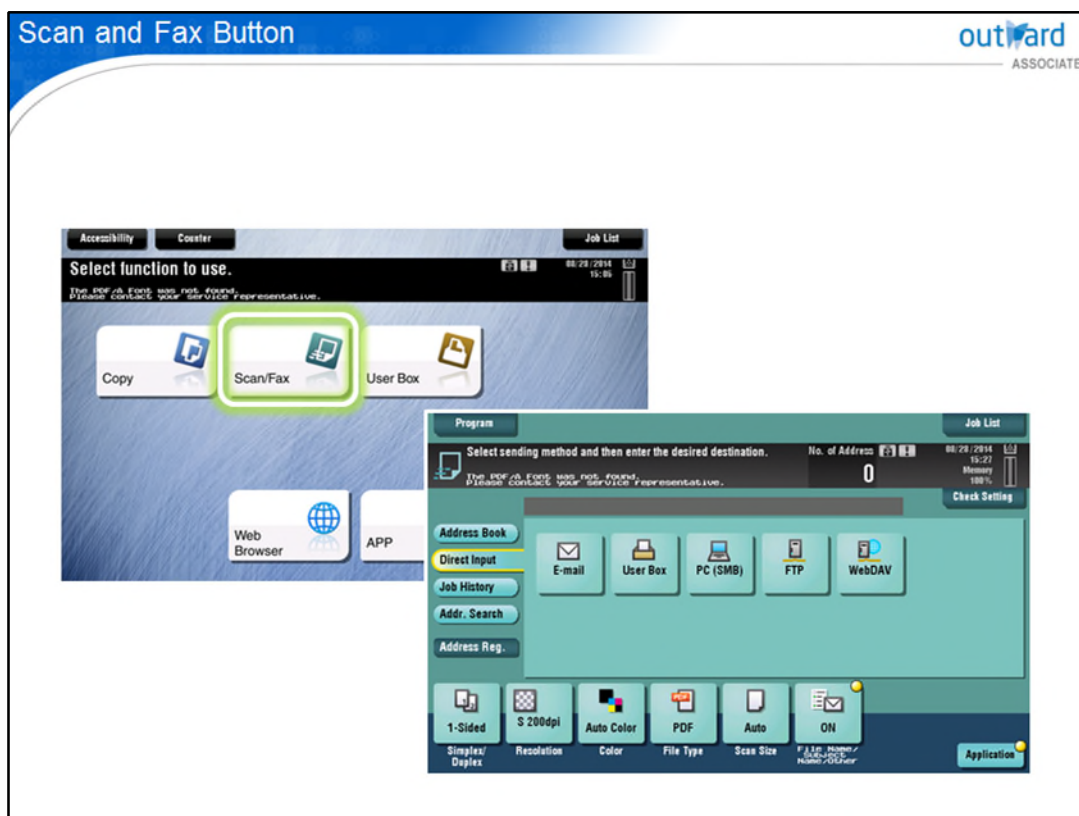 Scan and Fax Button
outward
ASSOCIATE
Accessibility
Counter
Job List
Select function to use.
08/28/2014
15:05
The PDF/A Font was not found.
Please contact your service representative.
Copy
Scan/Fax
User Box
Web
Browser
APP
Program
Job List
Select sending method and then enter the desired destination.
No. of Address
0
08/28/2014
15:27
Memory
100%
The PDF/A Font was not found.
Please contact your service representative.
Check Setting
Address Book
Direct Input
Job History
Addr. Search
Address Reg.
E-mail
User Box
PC (SMB)
FTP
WebDAV
1-Sided
S 200dpi
Auto Color
PDF
PDF
Auto
ON
Simplex/
Duplex
Resolution
Color
File Type
Scan Size
File Name/
Subject
Name/Other
Application